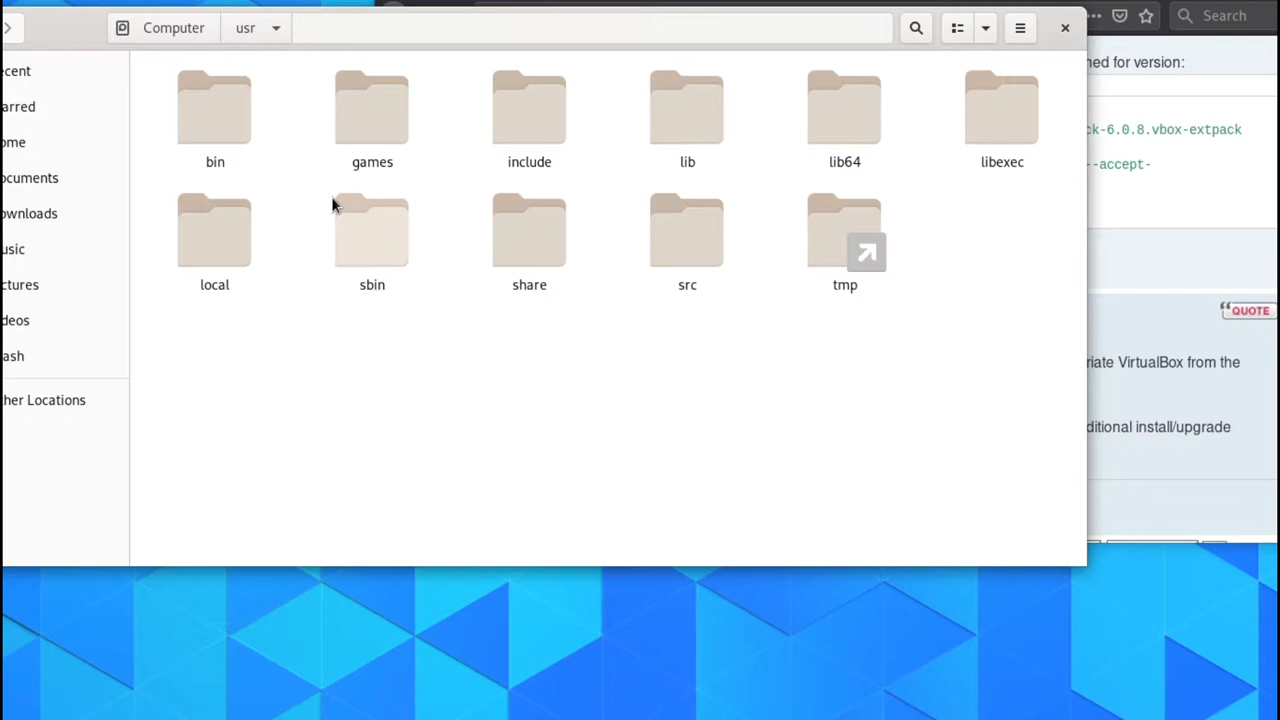 Computer usr
Search
ecent
arred
ome
ocuments
ownloads
usic
ctures
deos
ash
her Locations
bin games include lib lib64 libexec
local sbin share src tmp
ned for version:
ck-6.0.8.vbox-extpack
--accept-
QUOTE
riate VirtualBox from the
ditional install/upgrade